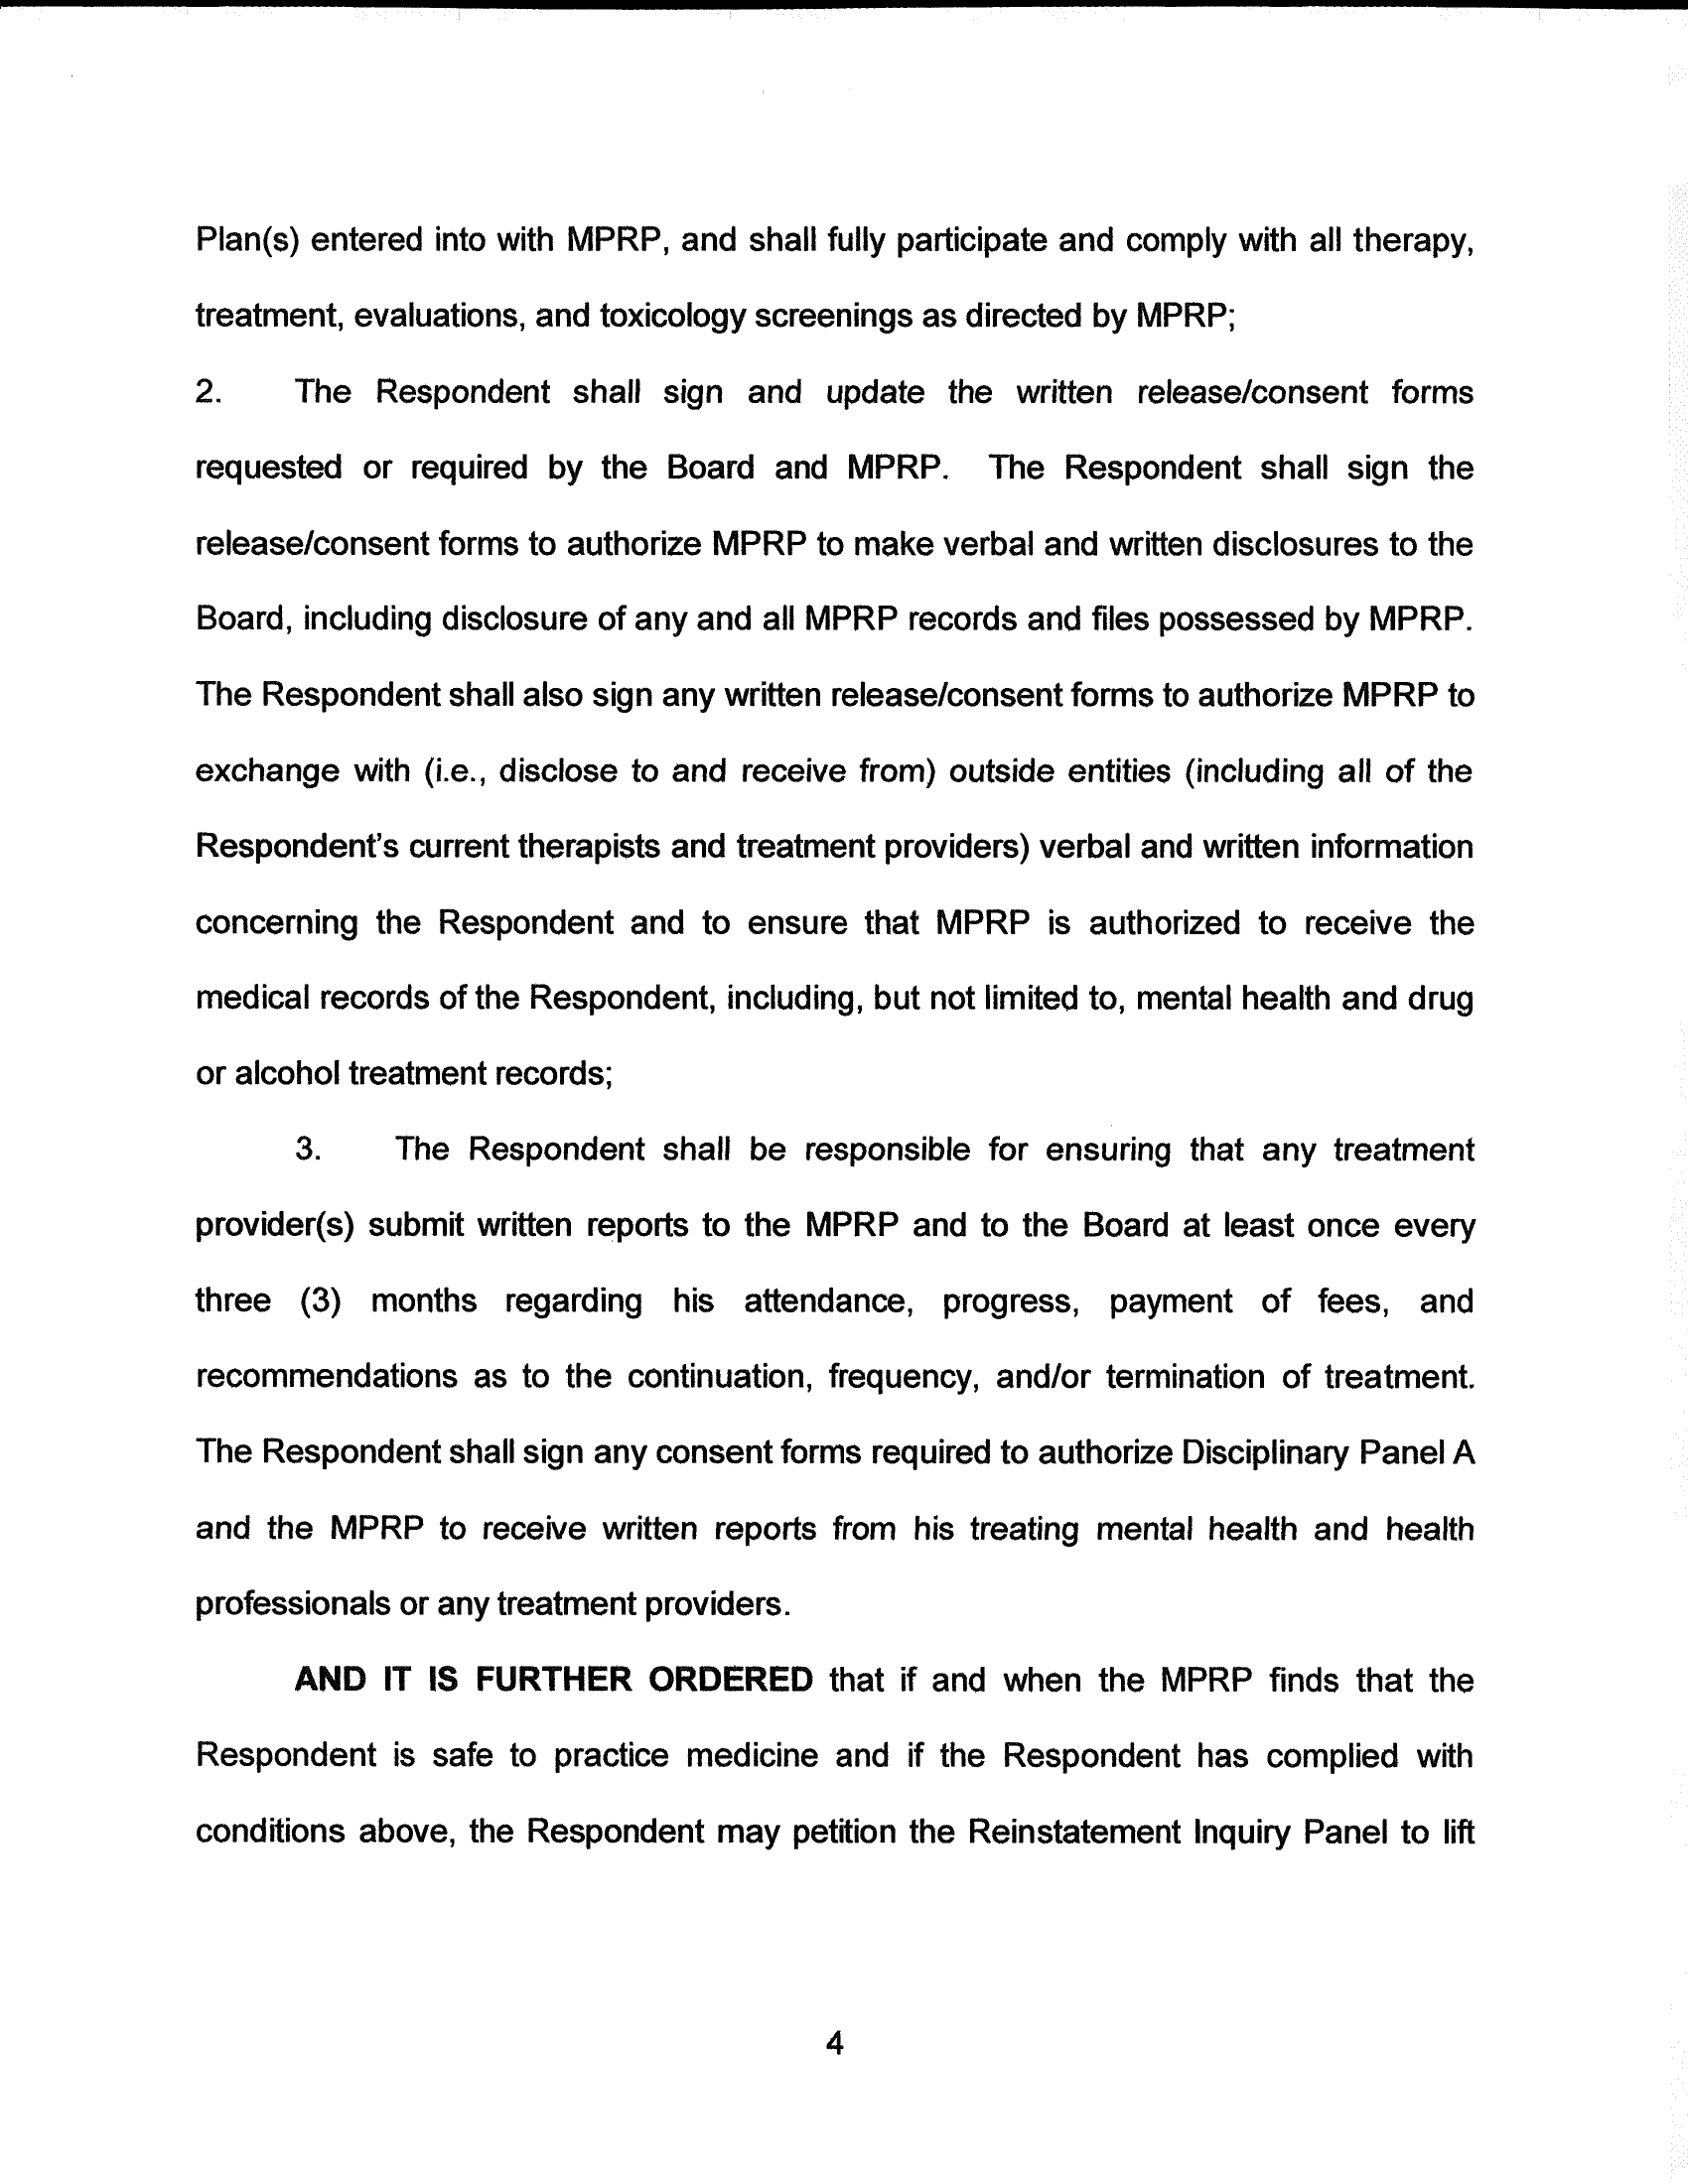 Plan(s) entered into with MPRP, and shall fully participate and comply with all therapy,
treatment, evaluations, and toxicology screenings as directed by MPRP;
2. The Respondent shall sign and update the written release/consent forms
requested or required by the Board and MPRP. The Respondent shall sign the
release/consent forms to authorize MPRP to make verbal and written disclosures to the
Board, including disclosure of any and all MPRP records and files possessed by MPRP.
The Respondent shall also sign any written release/consent forms to authorize MPRP to
exchange with (i.e., disclose to and receive from) outside entities (including all of the
Respondent's current therapists and treatment providers) verbal and written information
concerning the Respondent and to ensure that MPRP is authorized to receive the
medical records of the Respondent, including, but not limited to, mental health and drug
or alcohol treatment records;
3. The Respondent shall be responsible for ensuring that any treatment
provider(s) submit written reports to the MPRP and to the Board at least once every
three (3) months regarding his attendance, progress, payment of fees, and
recommendations as to the continuation, frequency, and/or termination of treatment.
The Respondent shall sign any consent forms required to authorize Disciplinary Panel A
and the MPRP to receive written reports from his treating mental health and health
professionals or any treatment providers.
AND IT IS FURTHER ORDERED that if and when the MPRP finds that the
Respondent is safe to practice medicine and if the Respondent has complied with
conditions above, the Respondent may petition the Reinstatement Inquiry Panel to lift
4